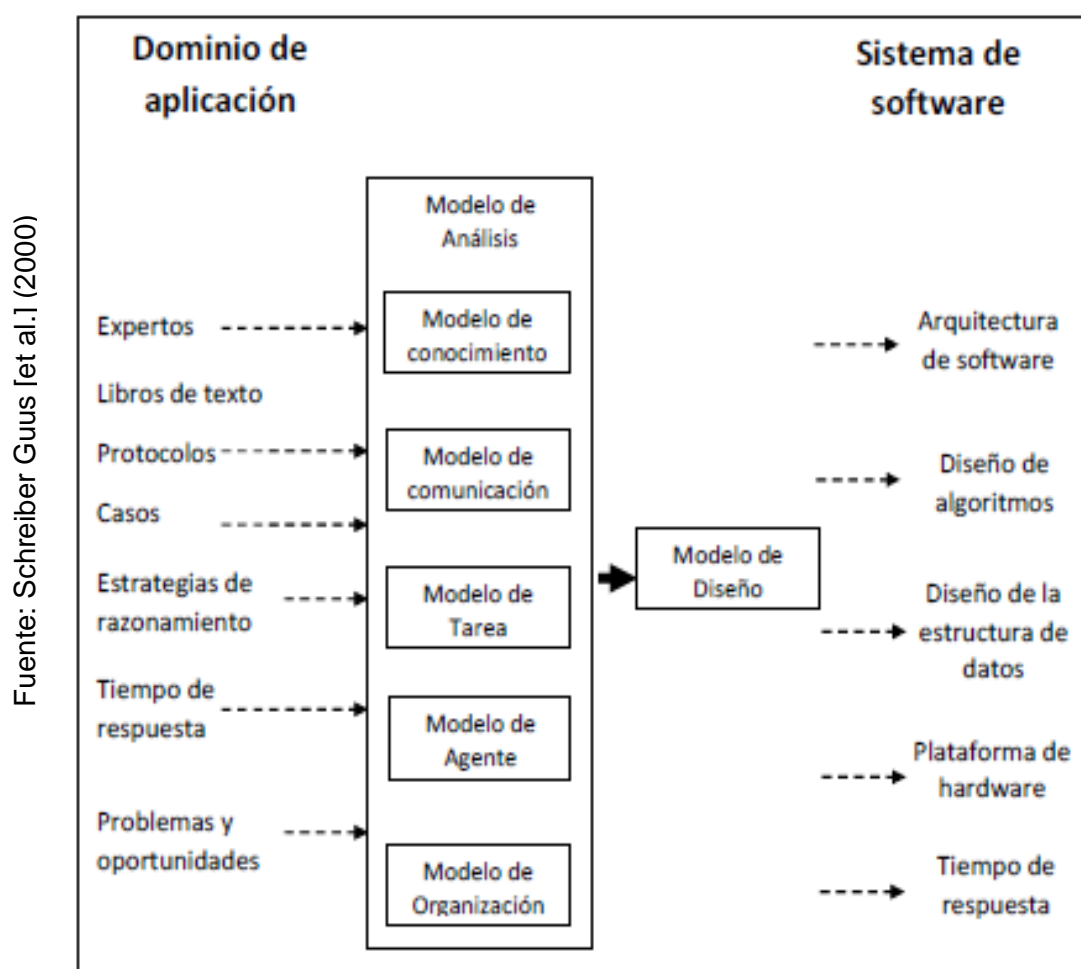 Fuente: Schreiber Guus [et al.] (2000)
Dominio de
aplicación
Sistema de
software
Expertos
Libros de texto
Protocolos
Casos
Estrategias de
razonamiento
Tiempo de
respuesta
Problemas y
oportunidades
Modelo de
Análisis
Modelo de
conocimiento
Modelo de
comunicación
Modelo de
Tarea
Modelo de
Agente
Modelo de
Organización
Modelo de
Diseño
Arquitectura
de software
Diseño de
algoritmos
Diseño de la
estructura de
datos
Plataforma de
hardware
Tiempo de
respuesta